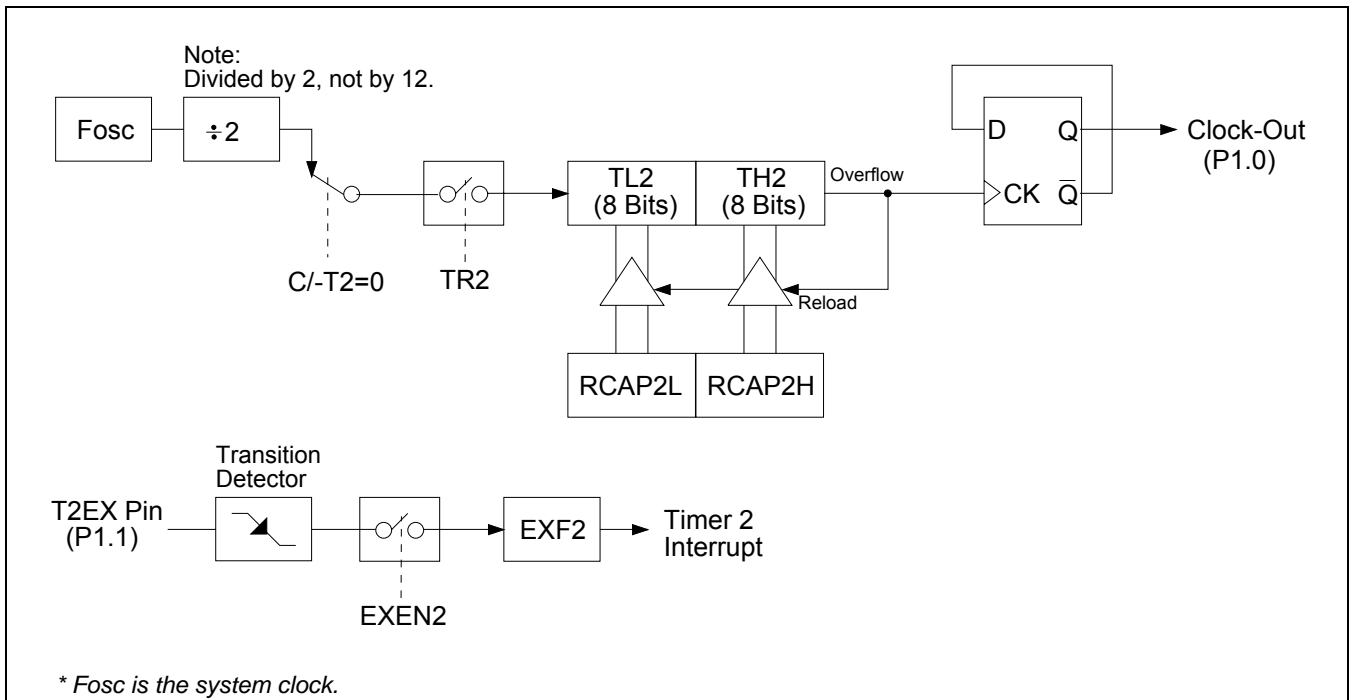 Note:
Divided by 2, not by 12.
Fosc
÷2
C/-T2=0
TR2
TL2
(8 Bits)
TH2
(8 Bits)
Overflow
Reload
RCAP2L
RCAP2H
D
Q
CK
Q̅
Clock-Out
(P1.0)
Transition
Detector
T2EX Pin
(P1.1)
EXEN2
EXF2
Timer 2
Interrupt
* Fosc is the system clock.